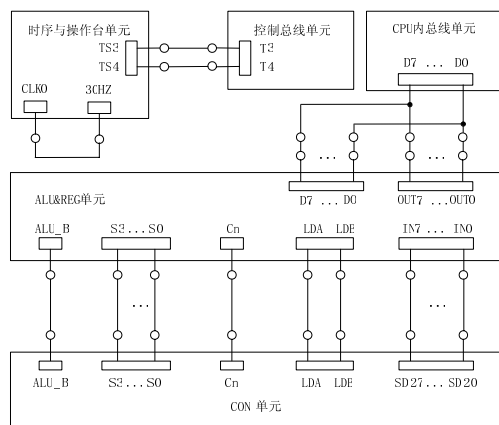 时序与操作台单元 控制总线单元 CPU内总线单元
TS3 T3
TS4 T4
D7 ... D0
CLK0 3CHZ
ALU&REG单元
D7 ... D0 OUT7 ... OUT0
ALU_B S3...S0 Cn LDA LDB IN7 ... IN0
...
ALU_B S3...S0 Cn LDA LDB SD27... SD20
CON 单元